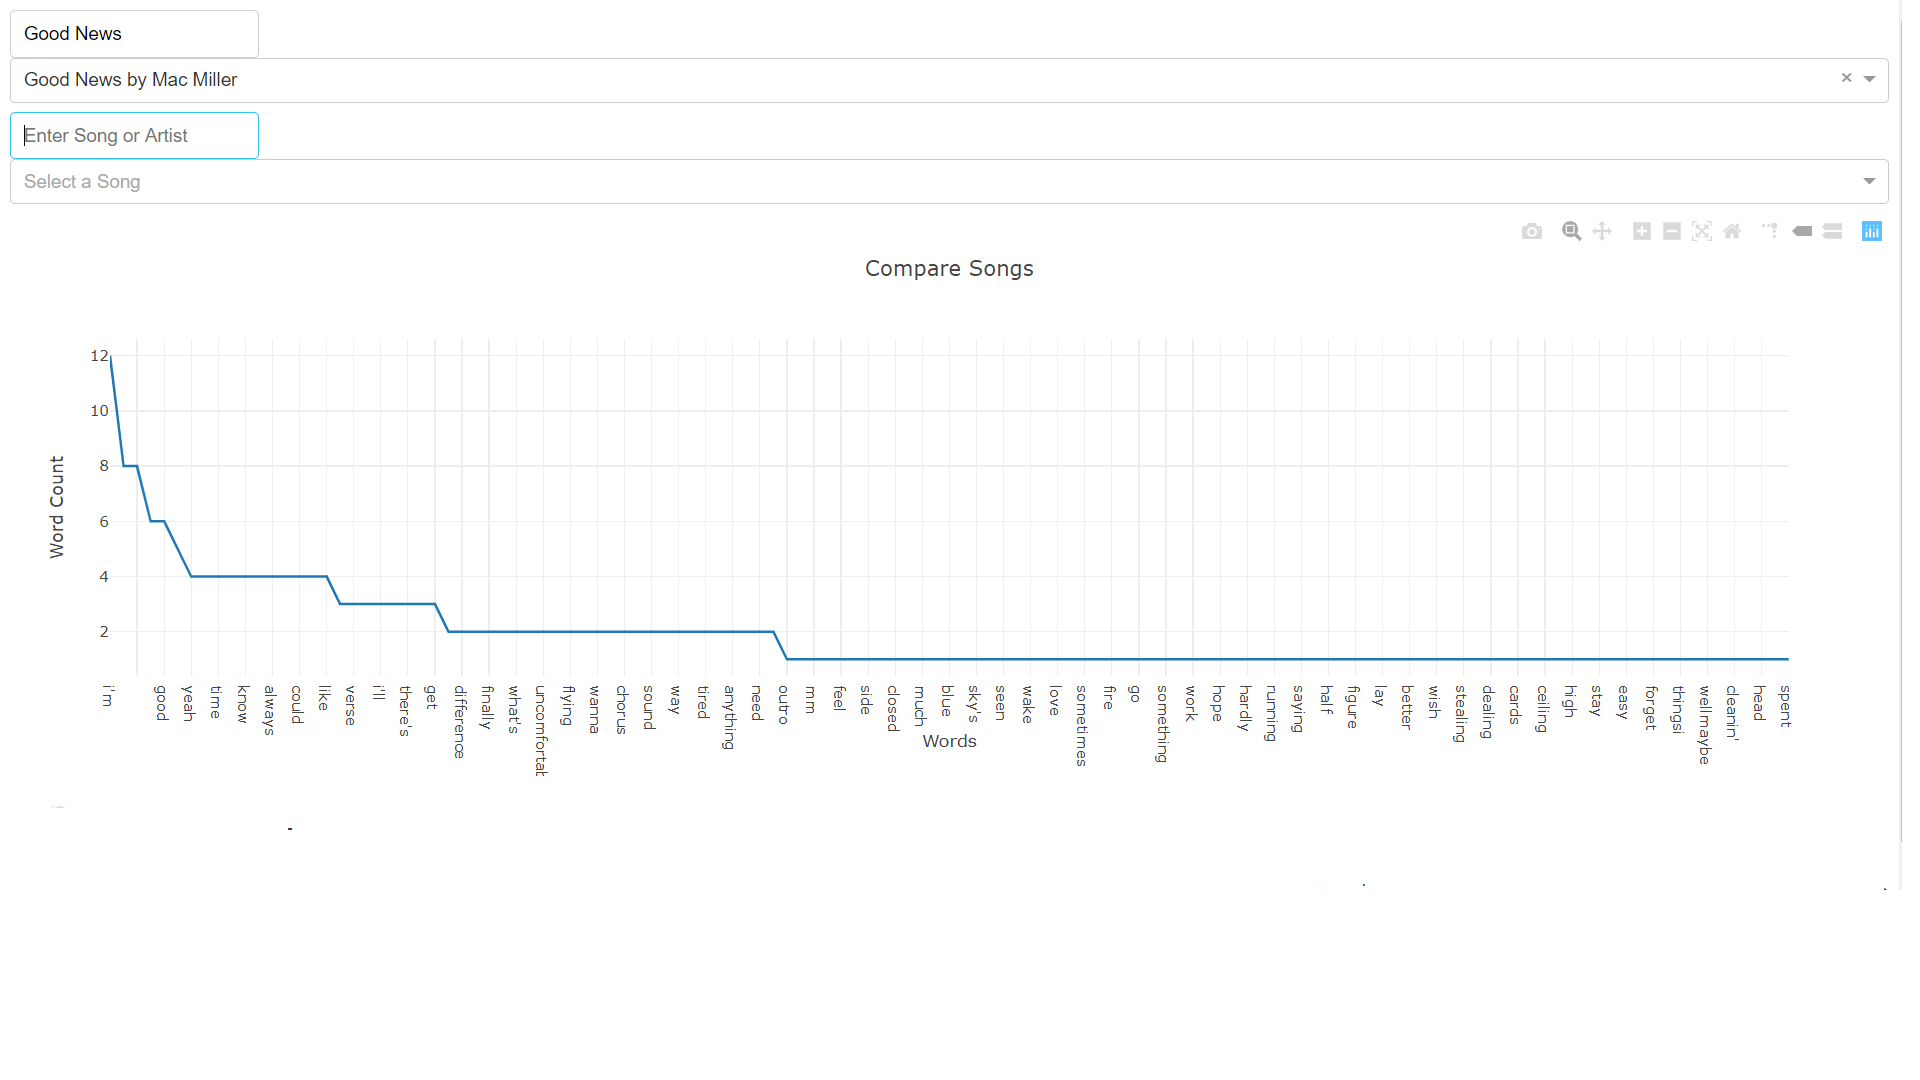 Good News
Good News by Mac Miller
×
Enter Song or Artist
Select a Song
Compare Songs
Word Count
12
10
8
6
4
2
i'm
good
yeah
time
know
always
could
like
verse
i'll
there's
get
difference
finally
what's
uncomfortab
flying
wanna
chorus
sound
way
tired
anything
need
outro
mm
feel
side
closed
much
blue
sky's
seen
wake
love
sometimes
fire
go
something
work
hope
hardly
running
saying
half
figure
lay
better
wish
stealing
dealing
cards
ceiling
high
stay
easy
forget
thingsi
wellmaybe
cleanin'
head
spent
Words